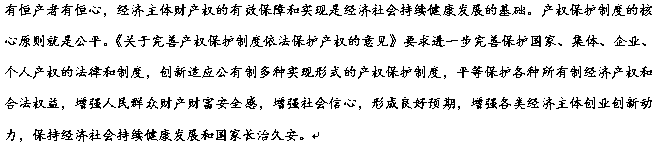 有恒产者有恒心，经济主体财产权的有效保障和实现是经济社会持续健康发展的基础。产权保护制度的核
心原则就是公平。《关于完善产权保护制度依法保护产权的意见》要求进一步完善保护国家、集体、企业、
个人产权的法律和制度，创新适应公有制多种实现形式的产权保护制度，平等保护各种所有制经济产权和
合法权益，增强人民群众财产财富安全感，增强社会信心，形成良好预期，增强各类经济主体创业创新动
力，保持经济社会持续健康发展和国家长治久安。↵